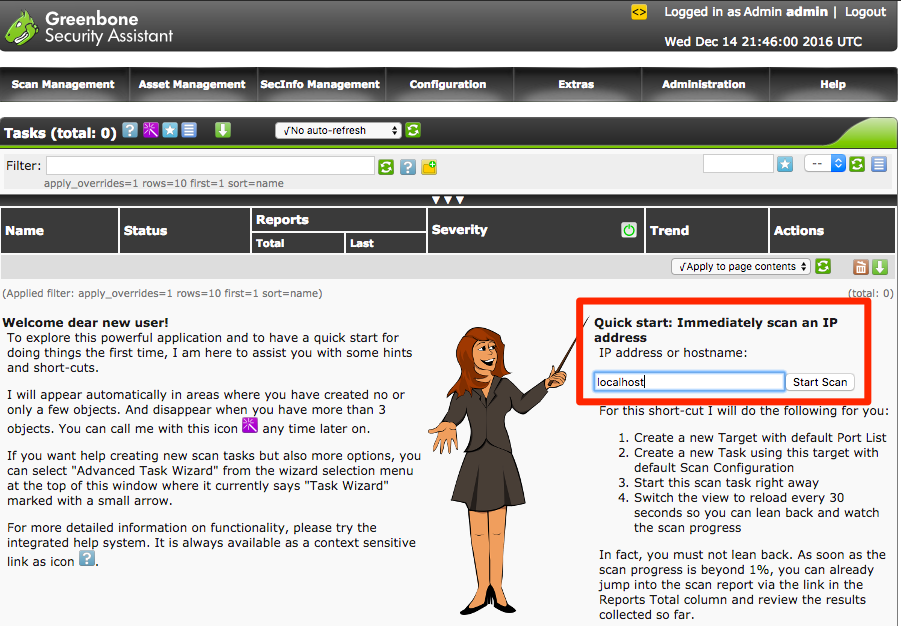 Greenbone
Security Assistant
<> Logged in as Admin admin | Logout
Wed Dec 14 21:46:00 2016 UTC
Scan Management Asset Management SecInfo Management Configuration Extras Administration Help
Tasks (total: 0) ? √No auto-refresh
Filter: ? --
apply_overrides=1 rows=10 first=1 sort=name
Name Status Reports Severity Trend Actions
Total Last
√Apply to page contents
(Applied filter: apply_overrides=1 rows=10 first=1 sort=name) (total: 0)
Welcome dear new user!
To explore this powerful application and to have a quick start for
doing things the first time, I am here to assist you with some hints
and short-cuts.
I will appear automatically in areas where you have created no or
only a few objects. And disappear when you have more than 3
objects. You can call me with this icon any time later on.
If you want help creating new scan tasks but also more options, you
can select "Advanced Task Wizard" from the wizard selection menu
at the top of this window where it currently says "Task Wizard"
marked with a small arrow.
For more detailed information on functionality, please try the
integrated help system. It is always available as a context sensitive
link as icon ?.
Quick start: Immediately scan an IP
address
IP address or hostname:
localhost Start Scan
For this short-cut I will do the following for you:
1. Create a new Target with default Port List
2. Create a new Task using this target with
default Scan Configuration
3. Start this scan task right away
4. Switch the view to reload every 30
seconds so you can lean back and watch
the scan progress
In fact, you must not lean back. As soon as the
scan progress is beyond 1%, you can already
jump into the scan report via the link in the
Reports Total column and review the results
collected so far.